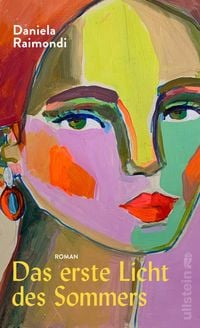 Daniela
Raimondi
ROMAN
Das erste Licht
des Sommers
ullstein